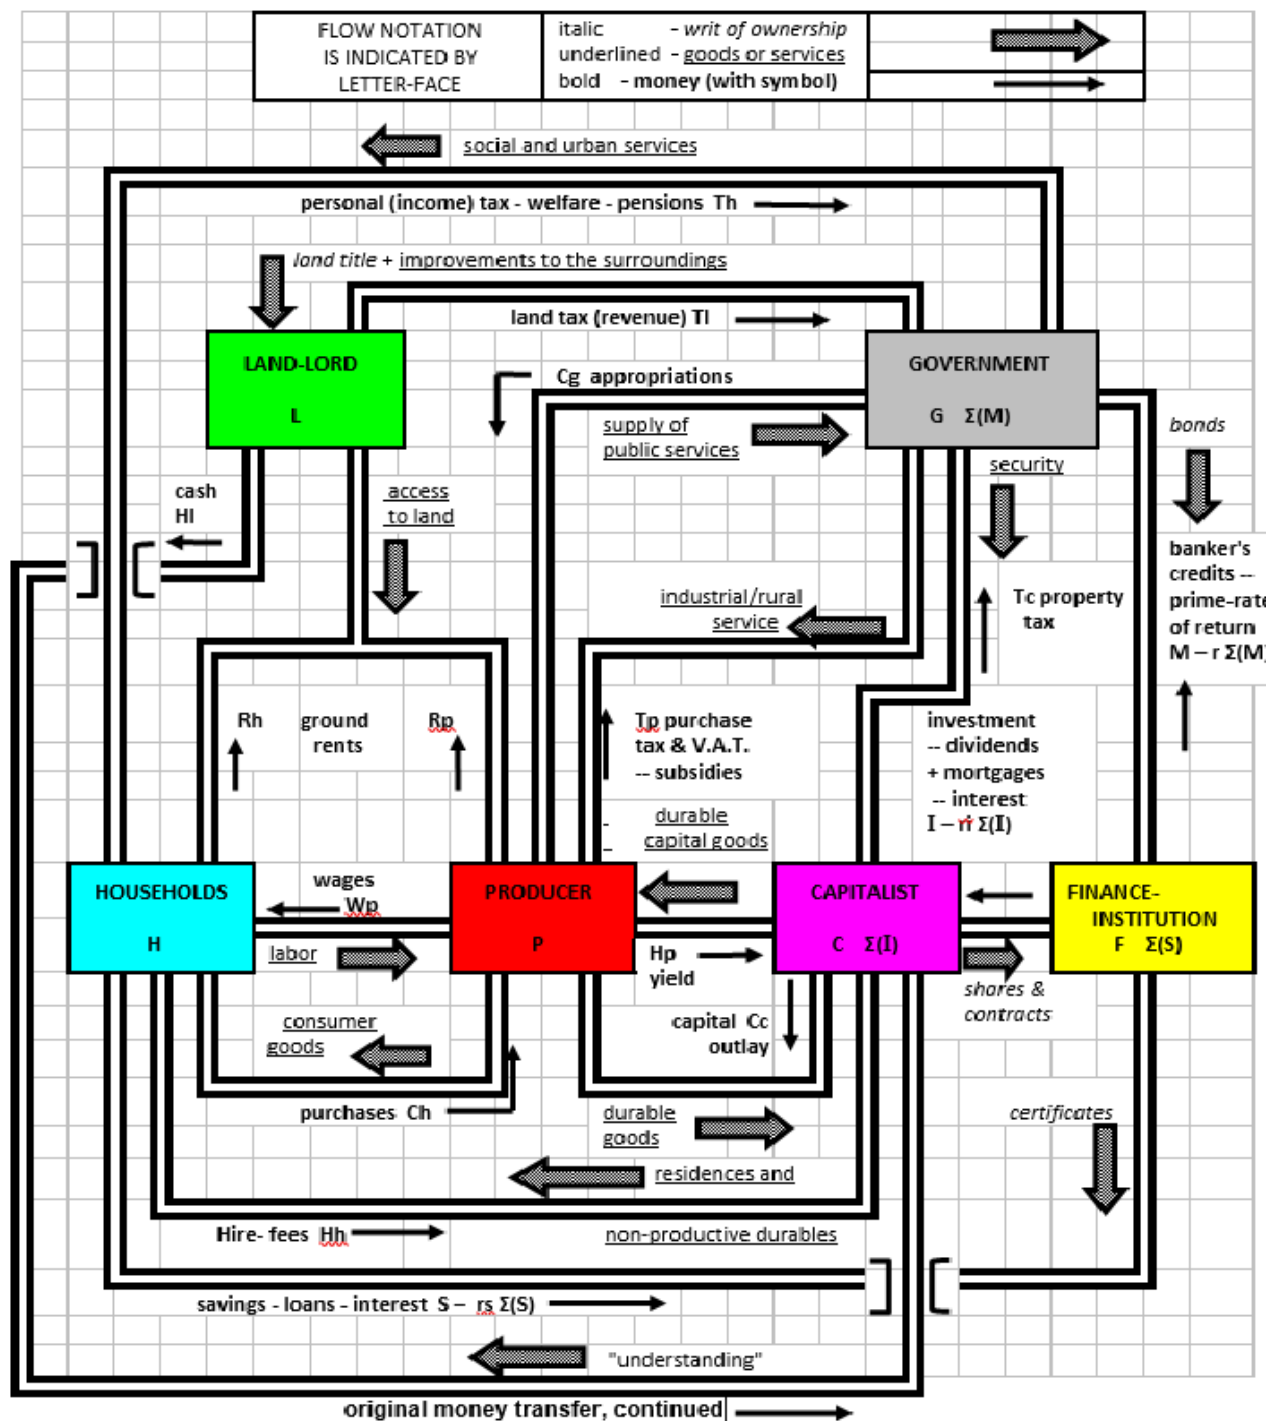 FLOW NOTATION
IS INDICATED BY
LETTER-FACE
italic - writ of ownership
underlined - goods or services
bold - money (with symbol)
social and urban services
personal (income) tax - welfare - pensions Th
land title + improvements to the surroundings
land tax (revenue) Tl
LAND-LORD
L
GOVERNMENT
G Σ(M)
Cg appropriations
supply of
public services
bonds
security
cash
Hl
access
to land
banker's
credits --
prime-rate
of return
M – r Σ(M)
industrial/rural
service
Tc property
tax
Rh ground Rp
rents
Tp purchase
tax & V.A.T.
-- subsidies
investment
-- dividends
+ mortgages
-- interest
I – ri Σ(I)
- durable
- capital goods
HOUSEHOLDS
H
wages
Wp
labor
PRODUCER
P
CAPITALIST
C Σ(I)
FINANCE-
INSTITUTION
F Σ(S)
Hp
yield
shares &
contracts
consumer
goods
capital Cc
outlay
purchases Ch
durable
goods
certificates
residences and
Hire- fees Hh
non-productive durables
savings - loans - interest S – rs Σ(S)
"understanding"
original money transfer, continued